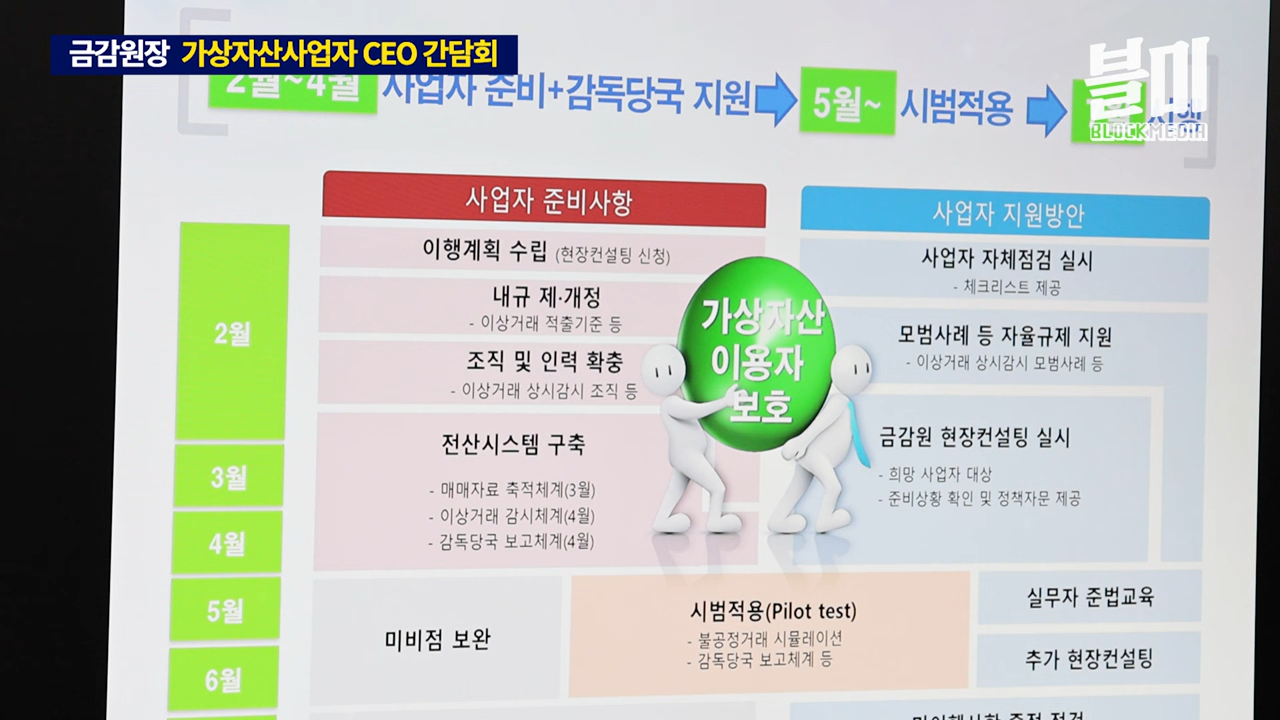 금감원장 가상자산사업자 CEO 간담회
블미
BLOCKMEDIA
2월~4월 사업자 준비+감독당국 지원 5월~ 시범적용
사업자 준비사항
사업자 지원방안
2월
이행계획 수립 (현장컨설팅 신청)
내규 제·개정
- 이상거래 적출기준 등
조직 및 인력 확충
- 이상거래 상시감시 조직 등
전산시스템 구축
- 매매자료 축적체계(3월)
- 이상거래 감시체계(4월)
- 감독당국 보고체계(4월)
3월
4월
가상자산
이용자
보호
사업자 자체점검 실시
- 체크리스트 제공
모범사례 등 자율규제 지원
- 이상거래 상시감시 모범사례 등
금감원 현장컨설팅 실시
- 희망 사업자 대상
- 준비상황 확인 및 정책자문 제공
5월
6월
미비점 보완
시범적용(Pilot test)
- 불공정거래 시뮬레이션
- 감독당국 보고체계 등
실무자 준법교육
추가 현장컨설팅